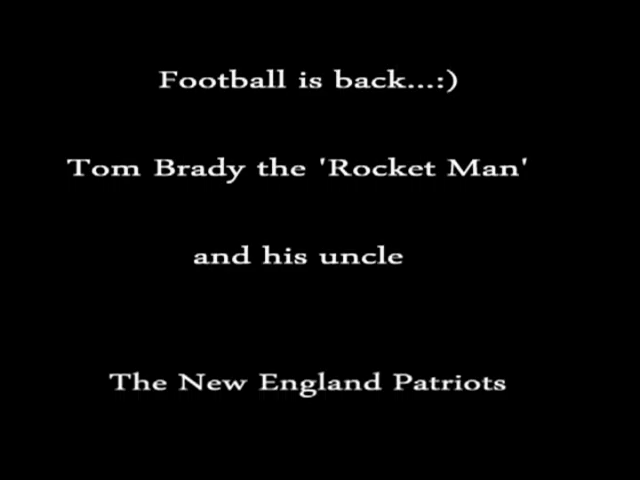 Football is back...:)
Tom Brady the 'Rocket Man'
and his uncle
The New England Patriots